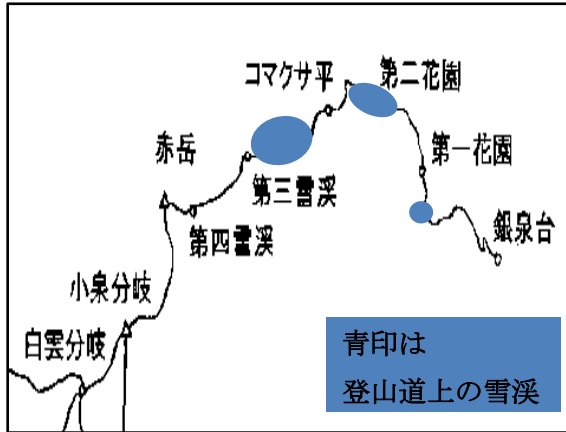 コマクサ平
第二花園
赤岳
第一花園
第三雪渓
銀泉台
第四雪渓
小泉分岐
白雲分岐
青印は
登山道上の雪渓